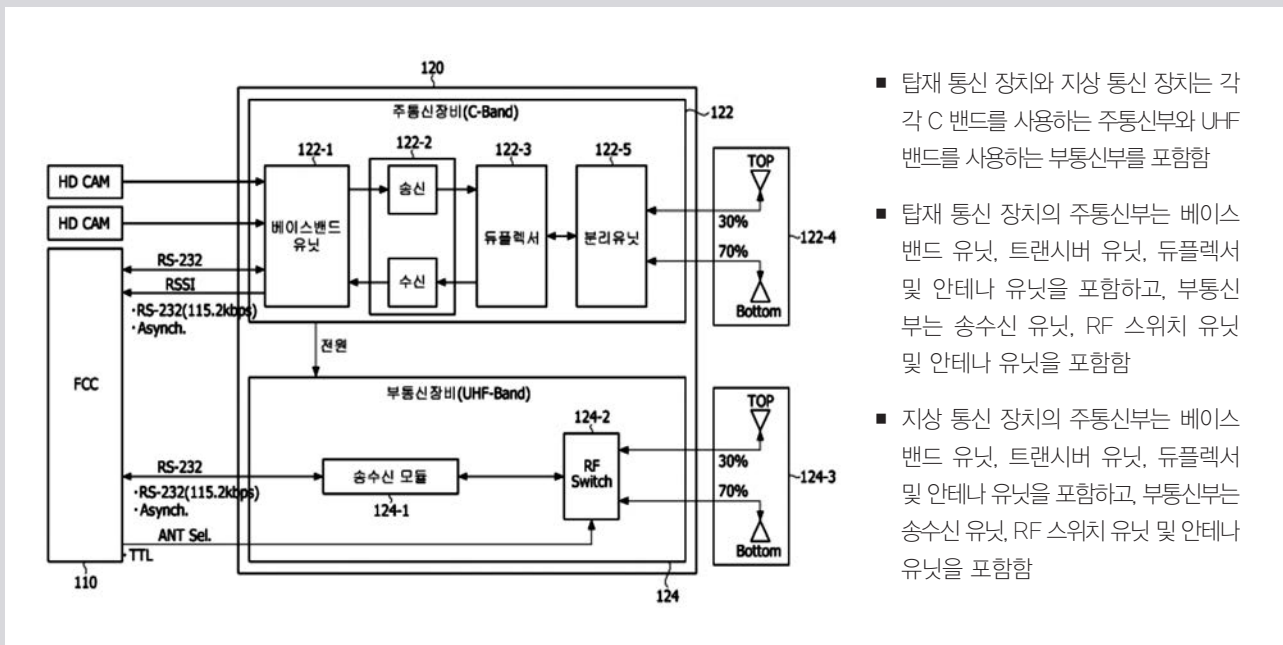 120
주통신장비(C-Band)
122
122-1
122-2
122-3
122-5
HD CAM
HD CAM
베이스밴드
유닛
송신
수신
듀플렉서
분리유닛
TOP
30%
70%
Bottom
122-4
RS-232
RSSI
·RS-232(115.2kbps)
·Asynch.
전원
FCC
부통신장비(UHF-Band)
124-2
RS-232
·RS-232(115.2kbps)
·Asynch.
송수신 모듈
124-1
RF
Switch
TOP
30%
70%
Bottom
124-3
ANT Sel.
·TTL
110
124
■ 탑재 통신 장치와 지상 통신 장치는 각
각 C 밴드를 사용하는 주통신부와 UHF
밴드를 사용하는 부통신부를 포함함
■ 탑재 통신 장치의 주통신부는 베이스
밴드 유닛, 트랜시버 유닛, 듀플렉서
및 안테나 유닛을 포함하고, 부통신
부는 송수신 유닛, RF 스위치 유닛
및 안테나 유닛을 포함함
■ 지상 통신 장치의 주통신부는 베이스
밴드 유닛, 트랜시버 유닛, 듀플렉서
및 안테나 유닛을 포함하고, 부통신부는
송수신 유닛, RF 스위치 유닛 및 안테나
유닛을 포함함